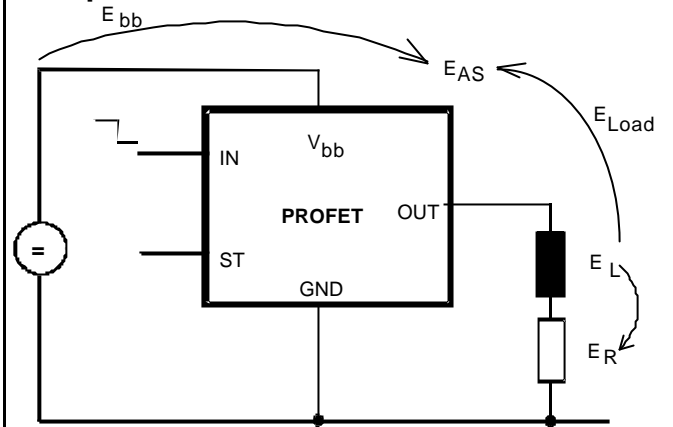 E bb
E AS
E Load
V bb
IN
PROFET
OUT
=
ST
E L
GND
E R